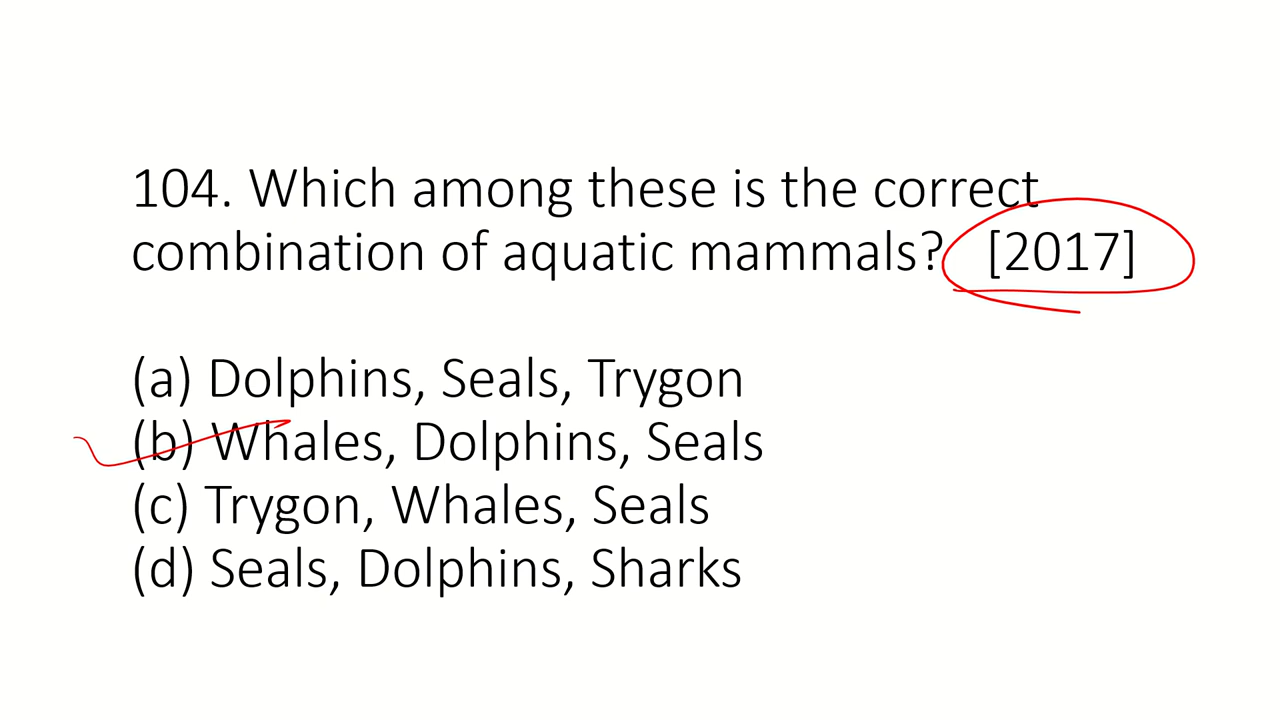 104. Which among these is the correct
combination of aquatic mammals? [2017]
(a) Dolphins, Seals, Trygon
(b) Whales, Dolphins, Seals
(c) Trygon, Whales, Seals
(d) Seals, Dolphins, Sharks